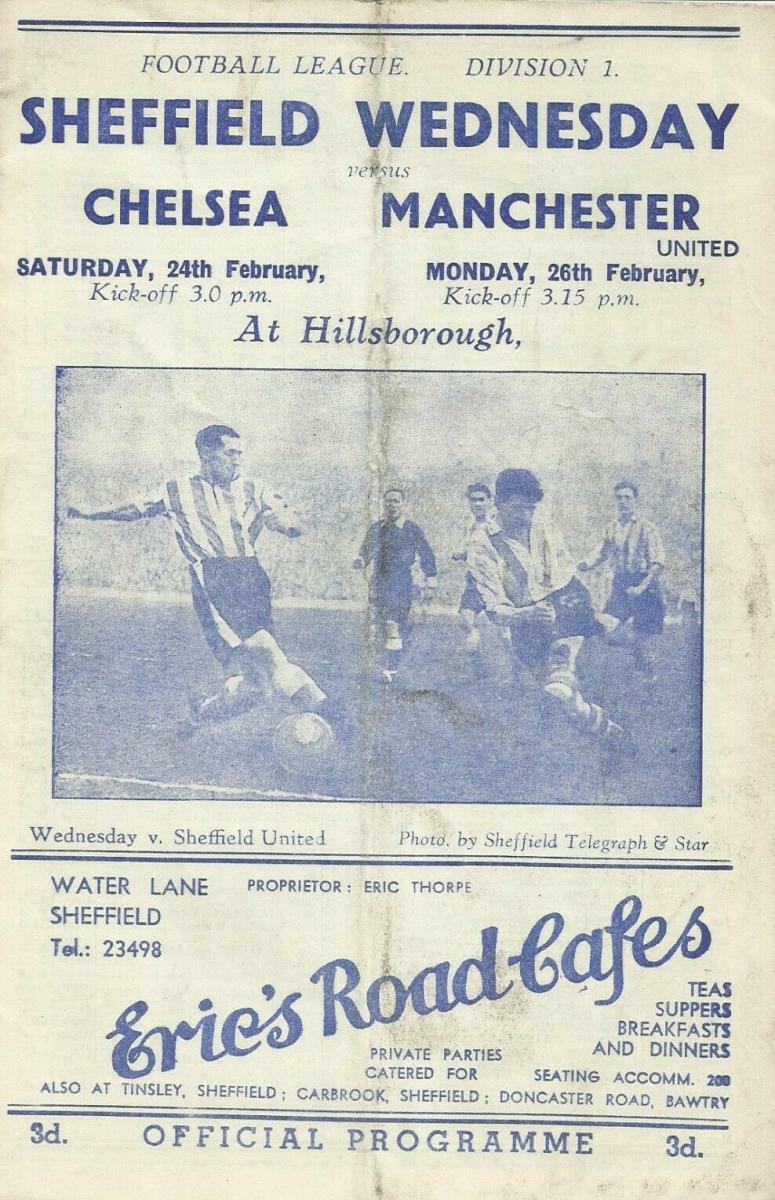 FOOTBALL LEAGUE. DIVISION 1.
SHEFFIELD WEDNESDAY
versus
CHELSEA MANCHESTER
UNITED
SATURDAY, 24th February, MONDAY, 26th February,
Kick-off 3.0 p.m. Kick-off 3.15 p.m.
At Hillsborough,
Wednesday v. Sheffield United Photo. by Sheffield Telegraph & Star
WATER LANE PROPRIETOR: ERIC THORPE
SHEFFIELD
Tel.: 23498
Eric's Road Cafes
TEAS
SUPPERS
BREAKFASTS
AND DINNERS
PRIVATE PARTIES
CATERED FOR SEATING ACCOMM. 200
ALSO AT TINSLEY, SHEFFIELD; CARBROOK, SHEFFIELD; DONCASTER ROAD, BAWTRY
3d. OFFICIAL PROGRAMME 3d.